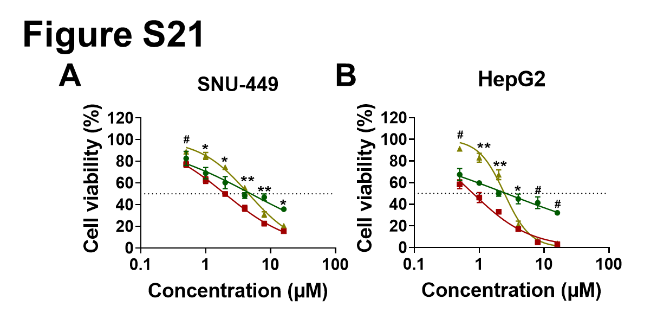 Figure S21
A
SNU-449
Cell viability (%)
120
100
80
60
40
20
0
# * * ** ** *
*
0.1 1 10 100
Concentration (µM)
B
HepG2
Cell viability (%)
120
100
80
60
40
20
0
# ** ** * # #
0.1 1 10 100
Concentration (µM)